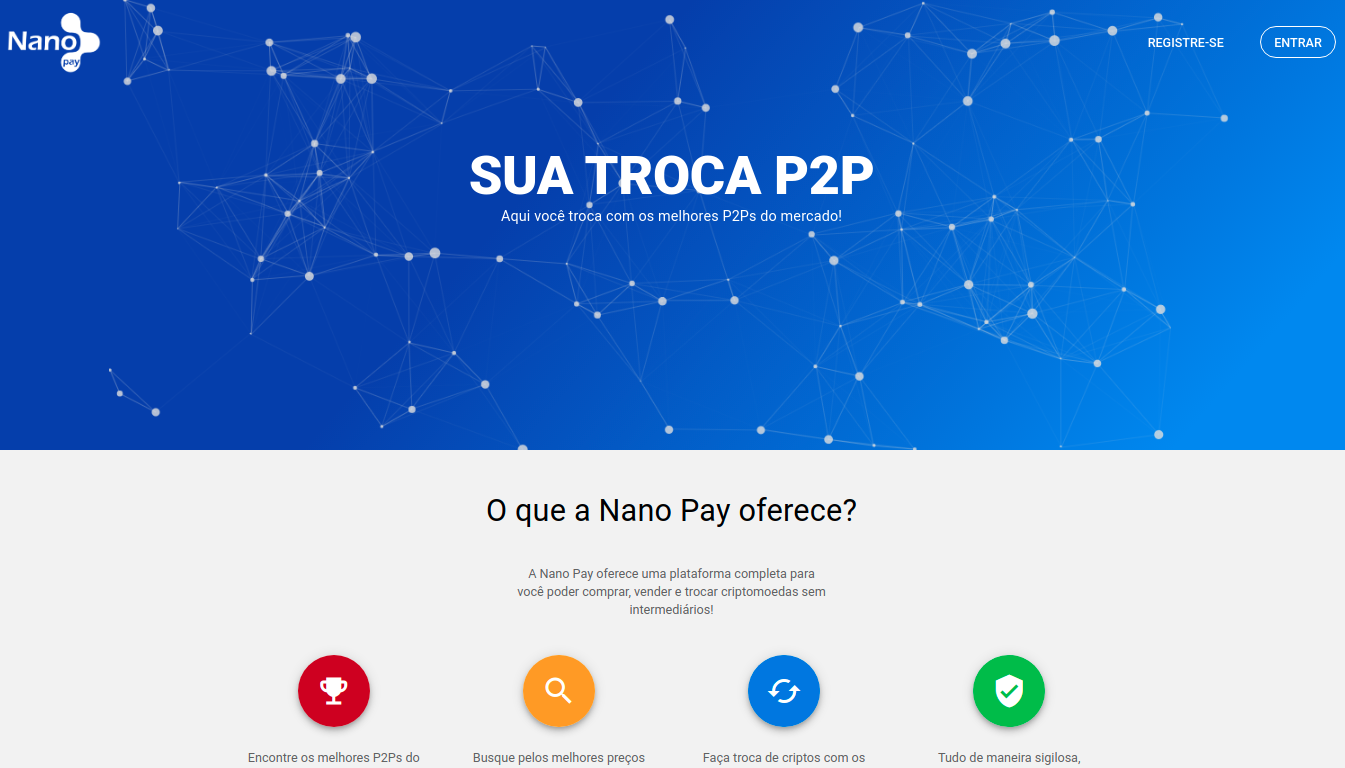 Nano
pay
REGISTRE-SE
ENTRAR
SUA TROCA P2P
Aqui você troca com os melhores P2Ps do mercado!
O que a Nano Pay oferece?
A Nano Pay oferece uma plataforma completa para
você poder comprar, vender e trocar criptomoedas sem
intermediários!
Encontre os melhores P2Ps do
Busque pelos melhores preços
Faça troca de criptos com os
Tudo de maneira sigilosa,